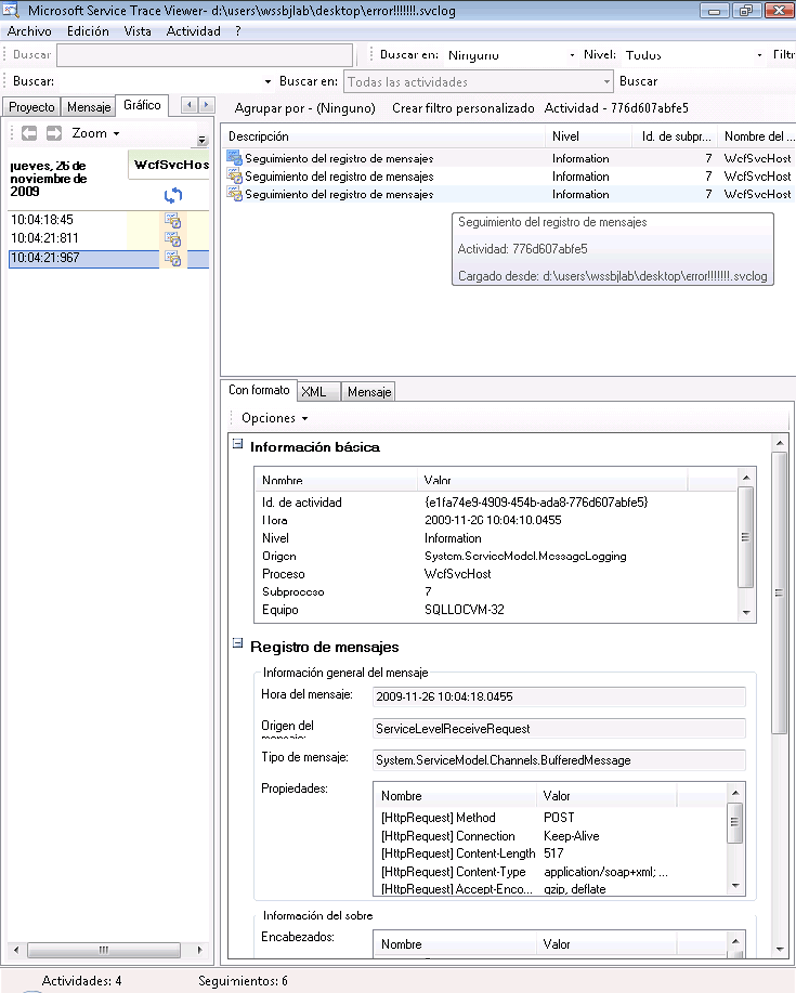 Microsoft Service Trace Viewer- d:\users\wssbjlab\desktop\error!!!!!!!.svclog
Archivo Edición Vista Actividad ?
Buscar Buscar en: Ninguno Nivel: Todos Filtr
Buscar: Buscar en: Todas las actividades Buscar
Proyecto Mensaje Gráfico
Agrupar por - (Ninguno) Crear filtro personalizado Actividad - 776d607abfe5
Zoom
jueves, 26 de
noviembre de
2009
WcfSvcHos
10:04:18:45
10:04:21:811
10:04:21:967
Descripción Nivel Id. de subpr... Nombre del ...
Seguimiento del registro de mensajes Information 7 WcfSvcHost
Seguimiento del registro de mensajes Information 7 WcfSvcHost
Seguimiento del registro de mensajes Information 7 WcfSvcHost
Seguimiento del registro de mensajes
Actividad: 776d607abfe5
Cargado desde: d:\users\wssbjlab\desktop\error!!!!!!!.svclog
Con formato XML Mensaje
Opciones
Información básica
Nombre Valor
Id. de actividad {e1fa74e9-4909-454b-ada8-776d607abfe5}
Hora 2009-11-26 10:04:18.0455
Nivel Information
Origen System.ServiceModel.MessageLogging
Proceso WcfSvcHost
Subproceso 7
Equipo SQLLOCVM-32
Registro de mensajes
Información general del mensaje
Hora del mensaje: 2009-11-26 10:04:18.0455
Origen del
mensaje:
ServiceLevelReceiveRequest
Tipo de mensaje: System.ServiceModel.Channels.BufferedMessage
Propiedades:
Nombre Valor
[HttpRequest] Method POST
[HttpRequest] Connection Keep-Alive
[HttpRequest] Content-Length 517
[HttpRequest] Content-Type application/soap+xml; ...
[HttpRequest] Accept-Enco... gzip, deflate
Información del sobre
Encabezados:
Nombre Valor
Actividades: 4 Seguimientos: 6